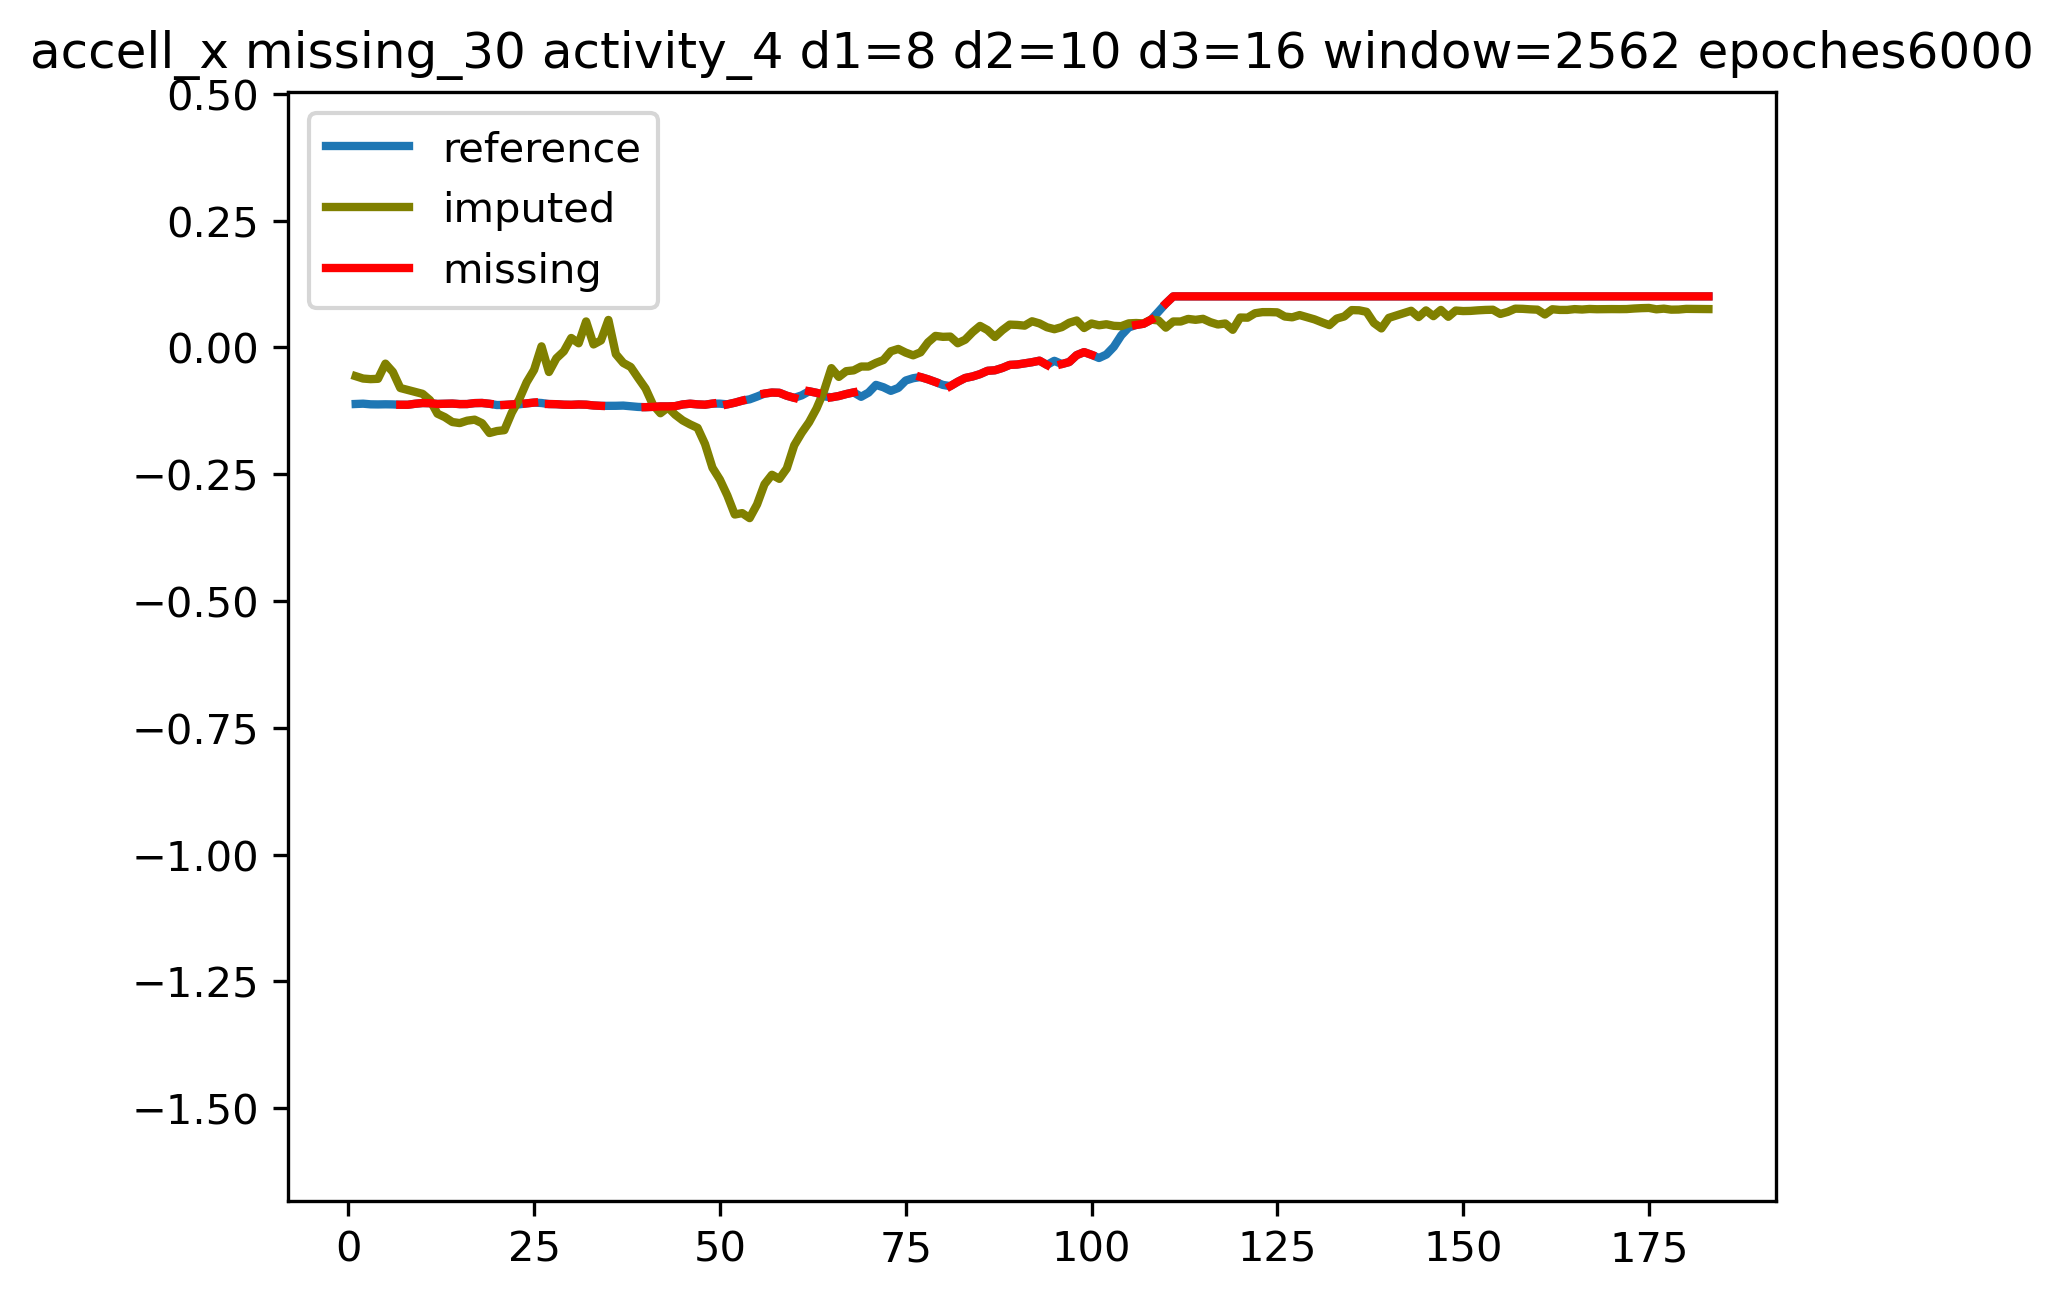 accell_x missing_30 activity_4 d1=8 d2=10 d3=16 window=2562 epoches6000
0.50
0.25
0.00
−0.25
−0.50
−0.75
−1.00
−1.25
−1.50
reference
imputed
missing
0 25 50 75 100 125 150 175